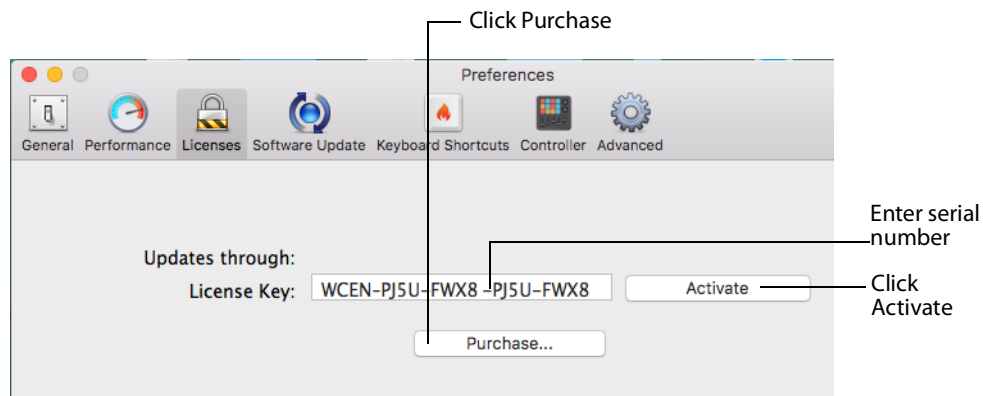 Click Purchase
Preferences
General Performance Licenses Software Update Keyboard Shortcuts Controller Advanced
Enter serial
number
Updates through:
License Key: WCEN-PJ5U-FWX8 -PJ5U-FWX8 Activate
Click
Activate
Purchase...